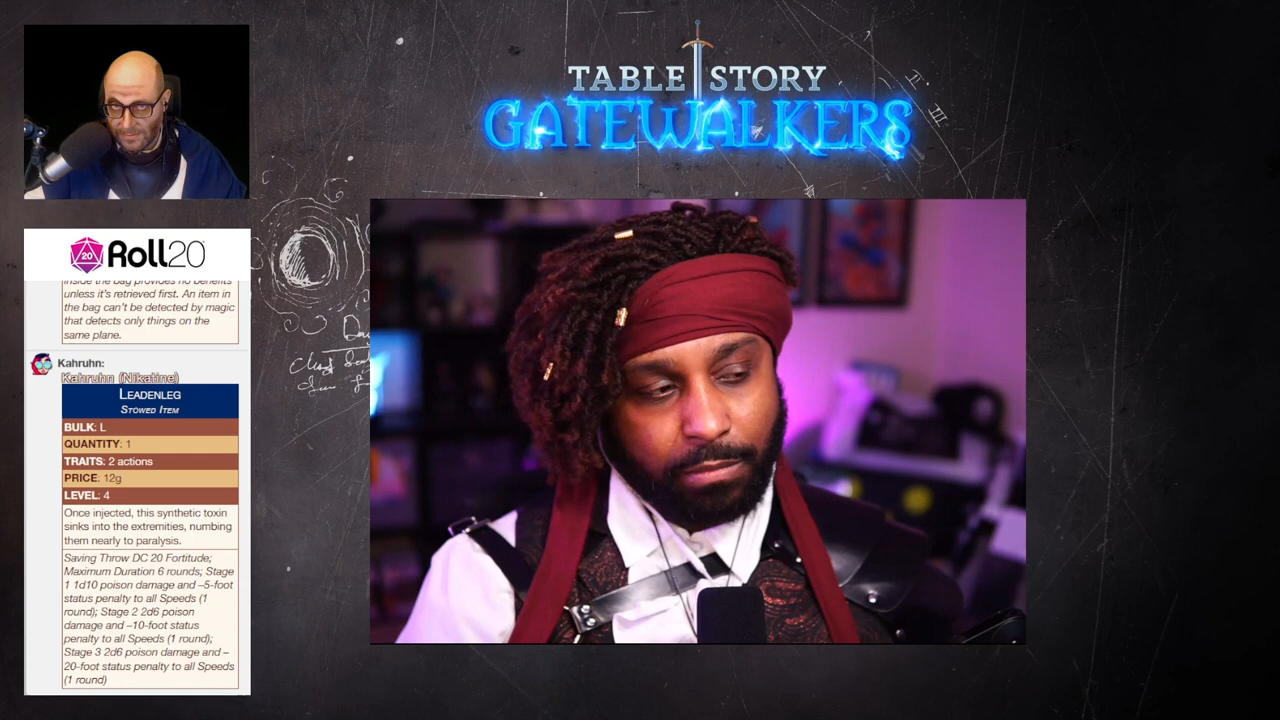 TABLE STORY
GATEWALKERS
Roll20
20
inside the bag provides no benefits
unless it's retrieved first. An item in
the bag can't be detected by magic
that detects only things on the
same plane.
Kahruhn:
Kahruhn (Nikatine)
LEADENLEG
STOWED ITEM
BULK: L
QUANTITY: 1
TRAITS: 2 actions
PRICE: 12g
LEVEL: 4
Once injected, this synthetic toxin
sinks into the extremities, numbing
them nearly to paralysis.
Saving Throw DC 20 Fortitude;
Maximum Duration 6 rounds; Stage
1 1d10 poison damage and –5-foot
status penalty to all Speeds (1
round); Stage 2 2d6 poison
damage and –10-foot status
penalty to all Speeds (1 round);
Stage 3 2d6 poison damage and –
20-foot status penalty to all Speeds
(1 round)